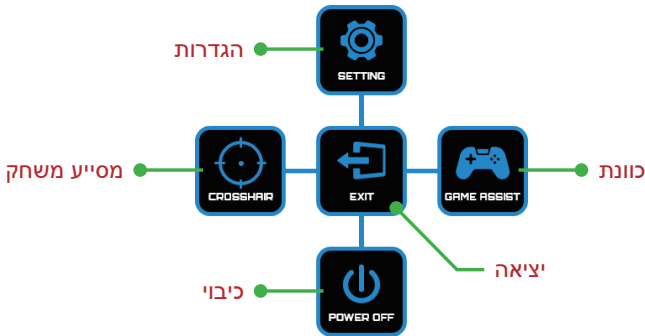 הגדרות
SETTING
מסייע משחק
CROSSHAIR
EXIT
GAME ASSIST
כוונת
יציאה
כיבוי
POWER OFF